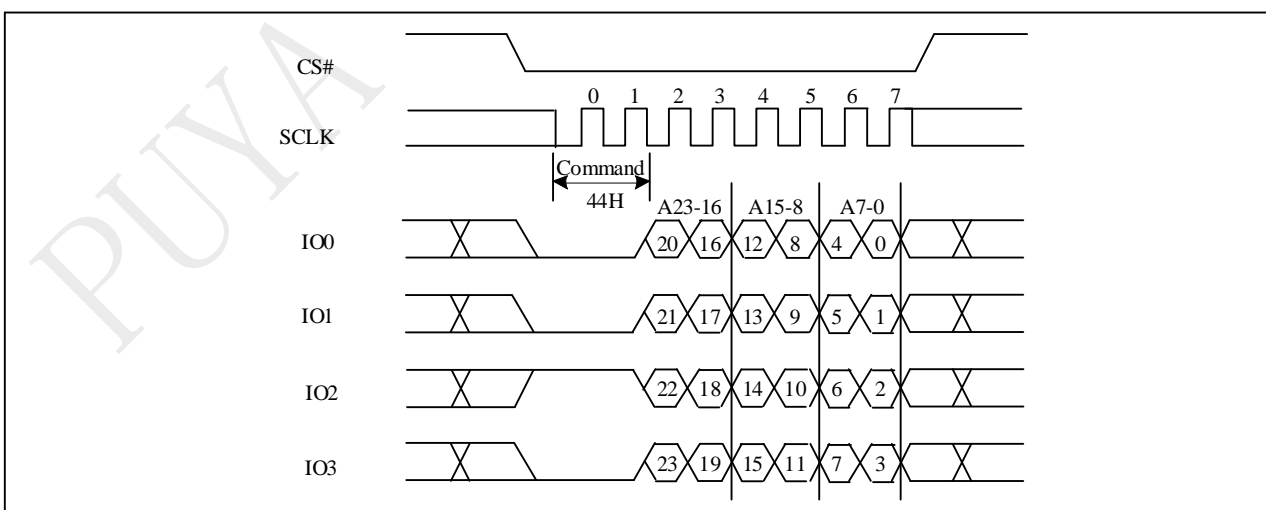 PUYA
CS#
0 1 2 3 4 5 6 7
SCLK
Command
44H
A23-16 A15-8 A7-0
IO0 20 16 12 8 4 0
IO1 21 17 13 9 5 1
IO2 22 18 14 10 6 2
IO3 23 19 15 11 7 3